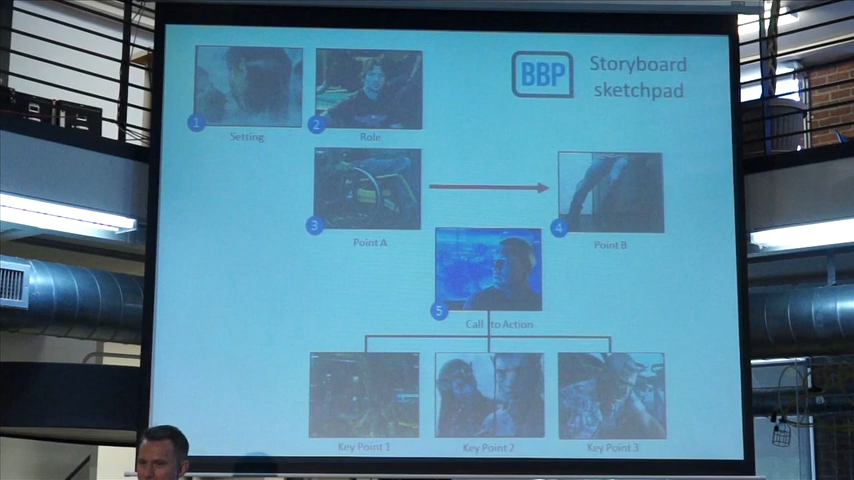 BBP
Storyboard
sketchpad
1
2
Setting
Role
3
4
Point A
Point B
5
Call to Action
Key Point 1
Key Point 2
Key Point 3